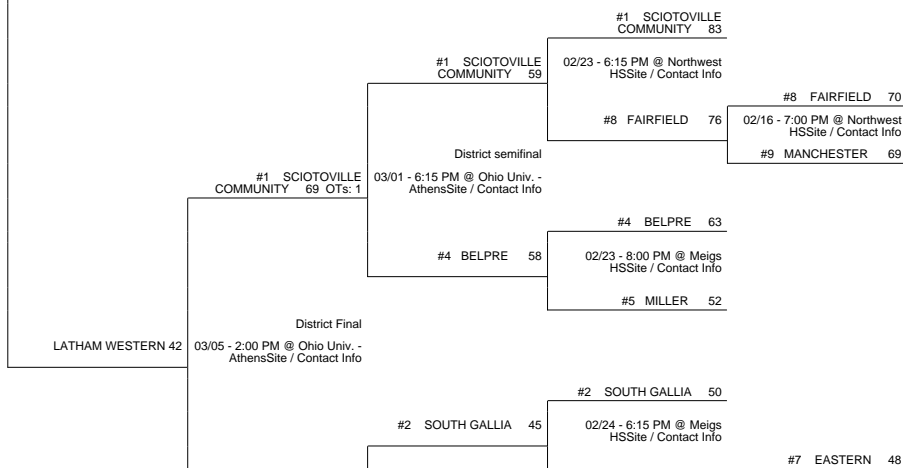 #1 SCIOTOVILLE
COMMUNITY 83
#1 SCIOTOVILLE
COMMUNITY 59
02/23 - 6:15 PM @ Northwest
HSSite / Contact Info
#8 FAIRFIELD 70
#8 FAIRFIELD 76
02/16 - 7:00 PM @ Northwest
HSSite / Contact Info
District semifinal
#9 MANCHESTER 69
#1 SCIOTOVILLE
COMMUNITY 69 OTs: 1
03/01 - 6:15 PM @ Ohio Univ. -
AthensSite / Contact Info
#4 BELPRE 63
#4 BELPRE 58
02/23 - 8:00 PM @ Meigs
HSSite / Contact Info
#5 MILLER 52
District Final
LATHAM WESTERN 42
03/05 - 2:00 PM @ Ohio Univ. -
AthensSite / Contact Info
#2 SOUTH GALLIA 50
#2 SOUTH GALLIA 45
02/24 - 6:15 PM @ Meigs
HSSite / Contact Info
#7 EASTERN 48